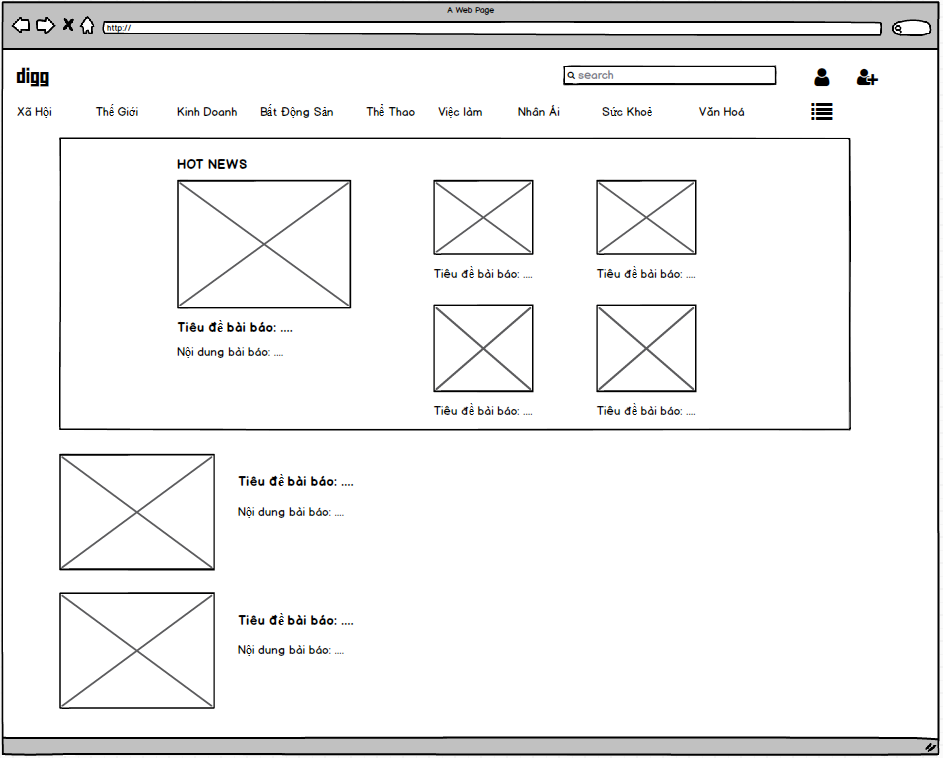 A Web Page
http://
digg
search
Xã Hội Thế Giới Kinh Doanh Bất Động Sản Thể Thao Việc làm Nhân Ái Sức Khoẻ Văn Hoá
HOT NEWS
Tiêu đề bài báo: ....
Nội dung bài báo: ....
Tiêu đề bài báo: ....
Tiêu đề bài báo: ....
Tiêu đề bài báo: ....
Tiêu đề bài báo: ....
Tiêu đề bài báo: ....
Nội dung bài báo: ....
Tiêu đề bài báo: ....
Nội dung bài báo: ....